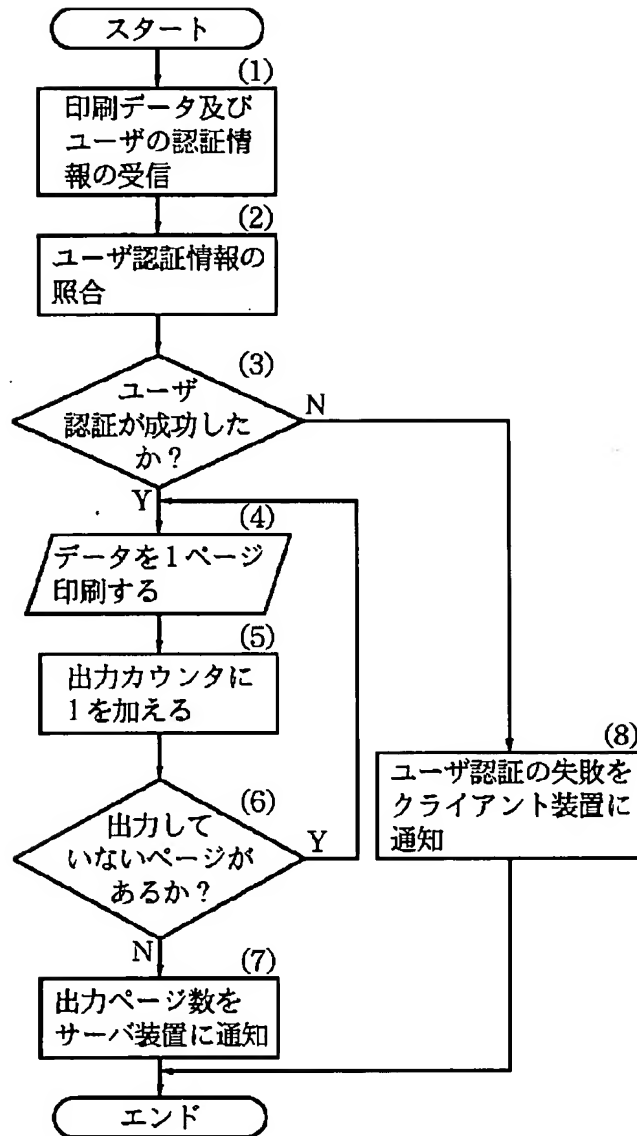 スタート
(1)
印刷データ及び
ユーザの認証情
報の受信
(2)
ユーザ認証情報の
照合
(3)
ユーザ
認証が成功した
か？
N
Y
(4)
データを1ページ
印刷する
(5)
出力カウンタに
1を加える
(6)
出力して
いないページが
あるか？
Y
N
(7)
出力ページ数を
サーバ装置に通知
(8)
ユーザ認証の失敗を
クライアント装置に
通知
エンド